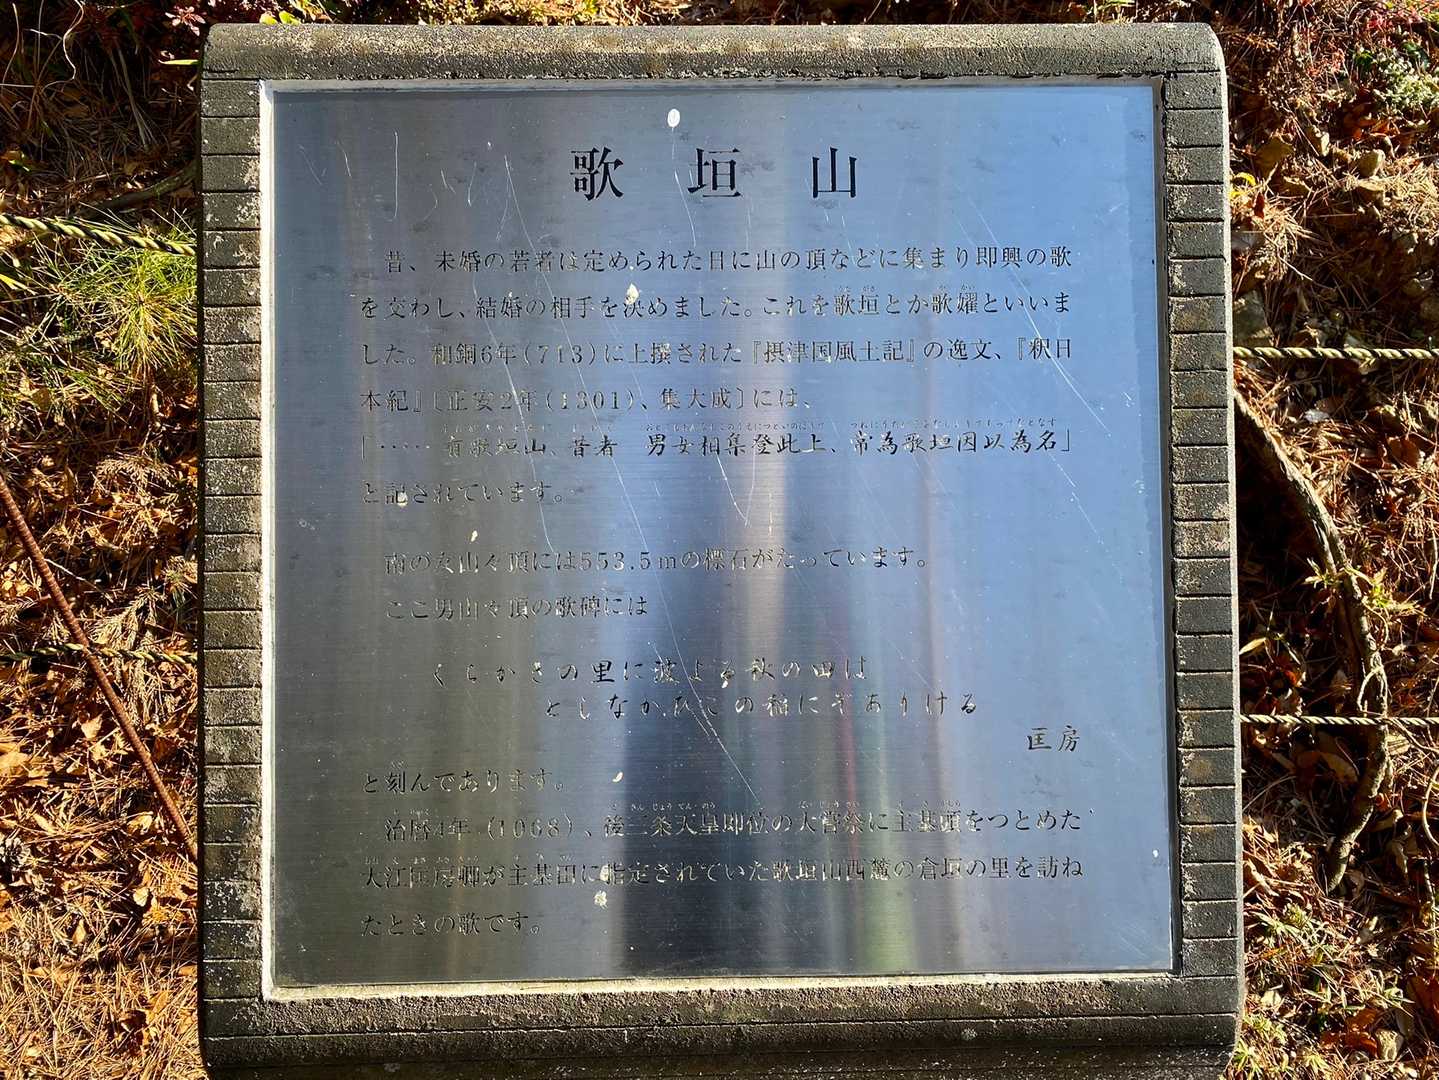 歌垣山
昔、未婚の若者は定められた日に山の頂などに集まり即興の歌
を交わし、結婚の相手を決めました。これを歌垣とか歌嬥といいま
した。和銅6年(713)に上撰された『摂津国風土記』の逸文、『釈日
本紀』〔正安2年(1301)、集大成〕には、
「…… 有歌垣山、昔者 男女相集登此上、常為歌垣因以為名」
と記されています。
南の女山々頂には553.5mの標石がたっています。
ここ男山々頂の歌碑には
くらかきの里に波よる秋の田は
としなかひこの稲にぞありける
匡房
と刻んであります。
治暦4年(1068)、後三条天皇即位の大嘗祭に主基頭をつとめた
大江匡房卿が主基田に指定されていた歌垣山西麓の倉垣の里を訪ね
たときの歌です。